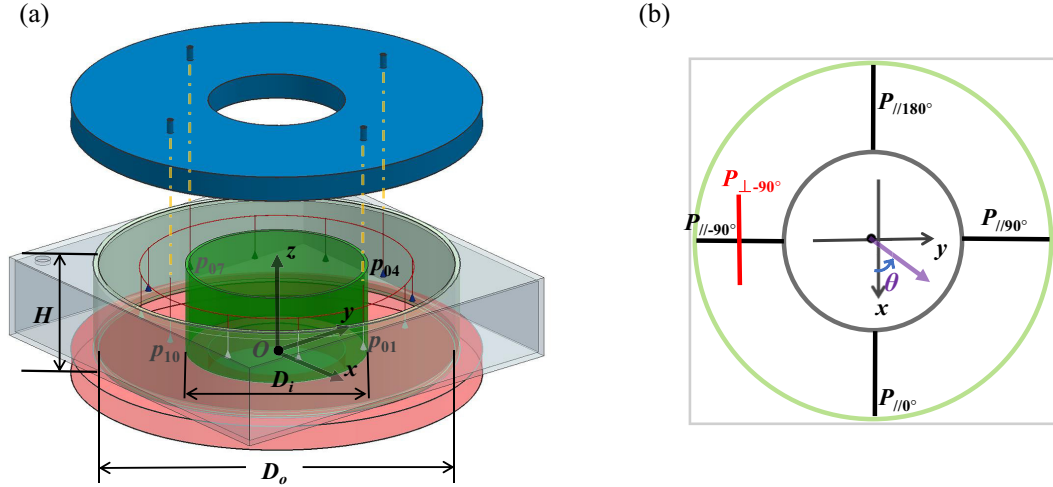 (a)
(b)
p07
p04
z
H
y
p10
O
p01
x
Di
Do
P//180°
P⊥-90°
P//-90°
P//90°
y
θ
x
P//0°